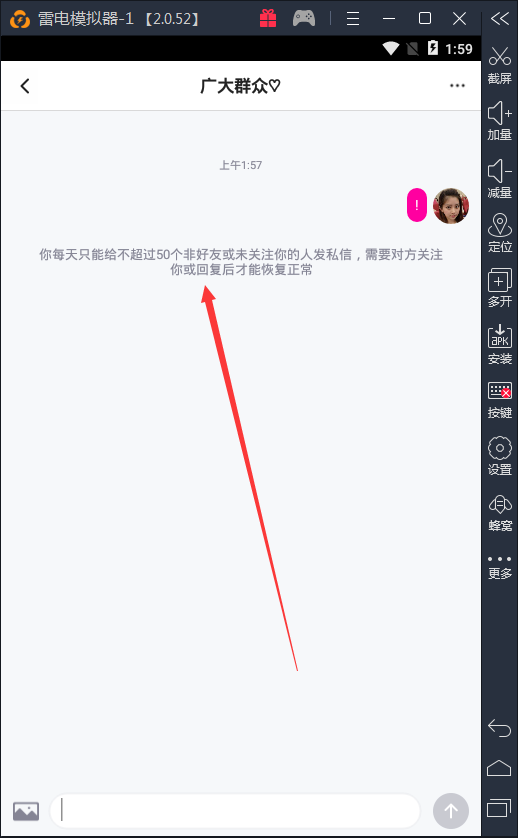 雷电模拟器-1 【2.0.52】
1:59
广大群众♡
上午1:57
!
你每天只能给不超过50个非好友或未关注你的人发私信，需要对方关注
你或回复后才能恢复正常
截屏
加量
减量
定位
多开
APK
安装
按键
设置
蜂窝
更多